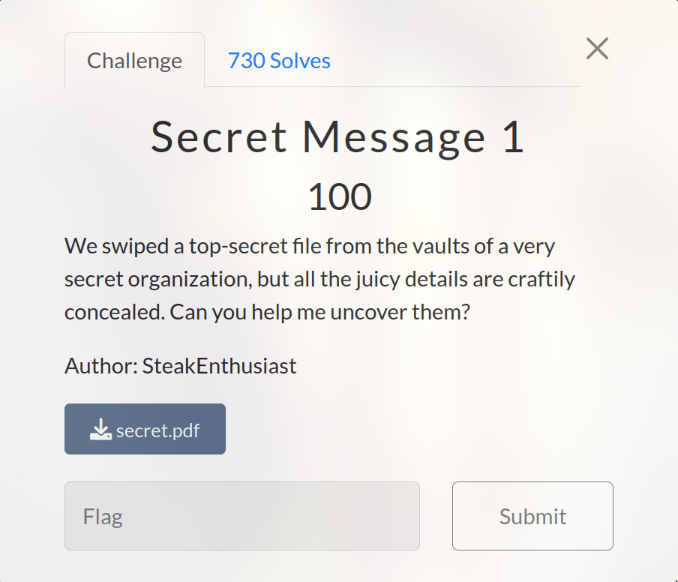 Challenge
730 Solves
Secret Message 1
100
We swiped a top-secret file from the vaults of a very
secret organization, but all the juicy details are craftily
concealed. Can you help me uncover them?
Author: SteakEnthusiast
secret.pdf
Flag
Submit